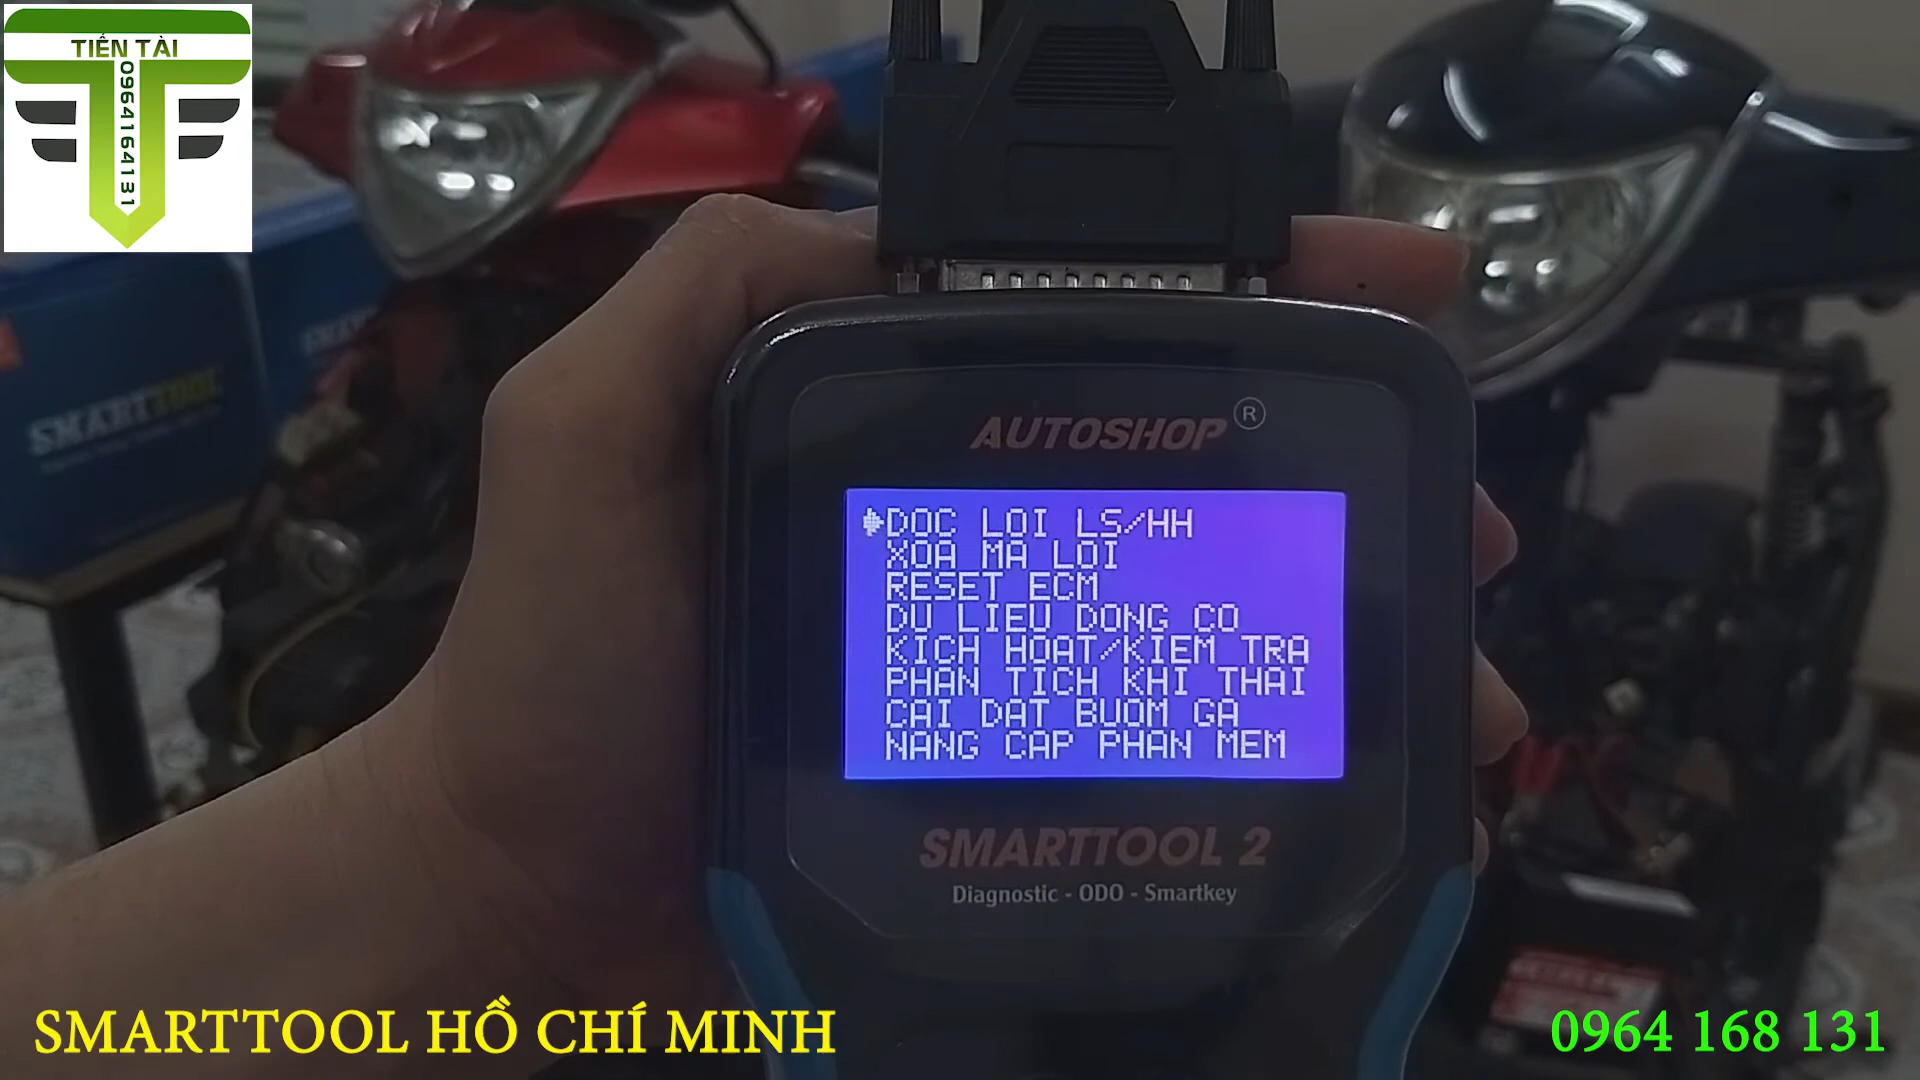 TIẾN TÀI
0964164131
SMARTTOOL
AUTOSHOP ®
DOC LOI LS/HH
XOA MA LOI
RESET ECM
DU LIEU DONG CO
KICH HOAT/KIEM TRA
PHAN TICH KHI THAI
CAI DAT BUOM GA
NANG CAP PHAN MEM
SMARTTOOL 2
Diagnostic - ODO - Smartkey
SMARTTOOL HỒ CHÍ MINH
0964 168 131